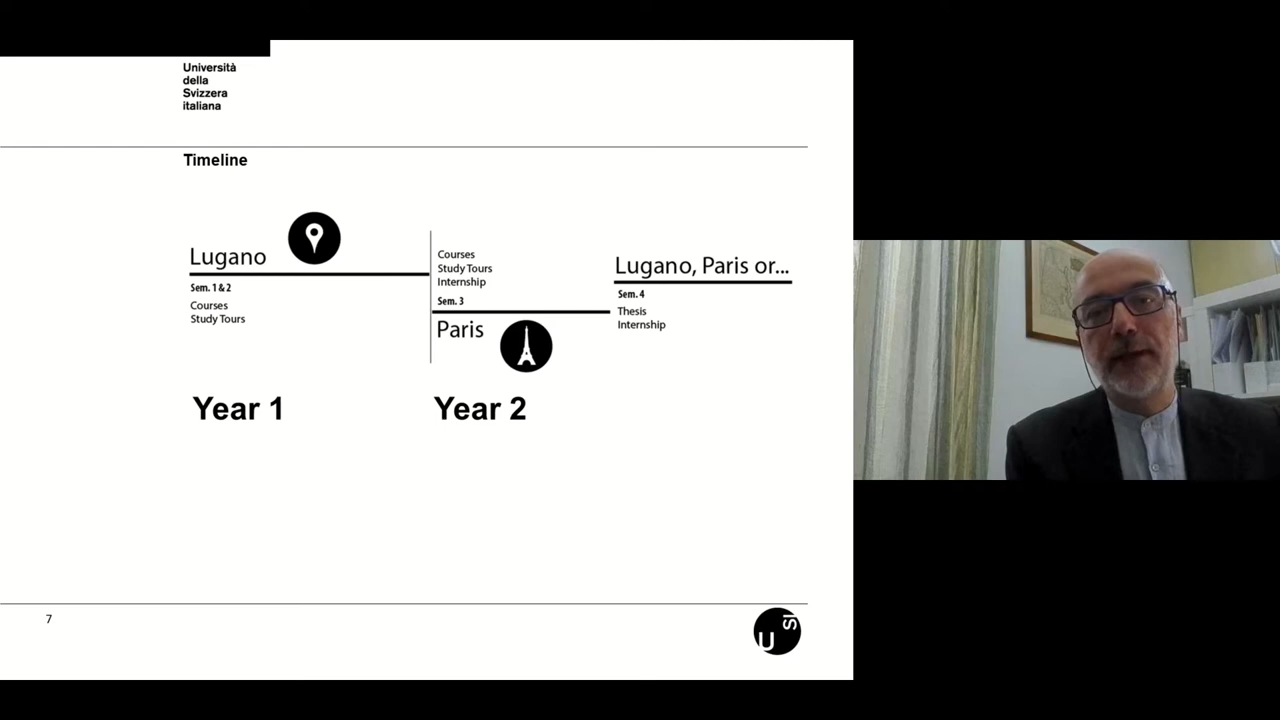 Università
della
Svizzera
italiana
Timeline
Lugano
Sem. 1 & 2
Courses
Study Tours
Courses
Study Tours
Internship
Sem. 3
Paris
Lugano, Paris or...
Sem. 4
Thesis
Internship
Year 1
Year 2
7
U
SI